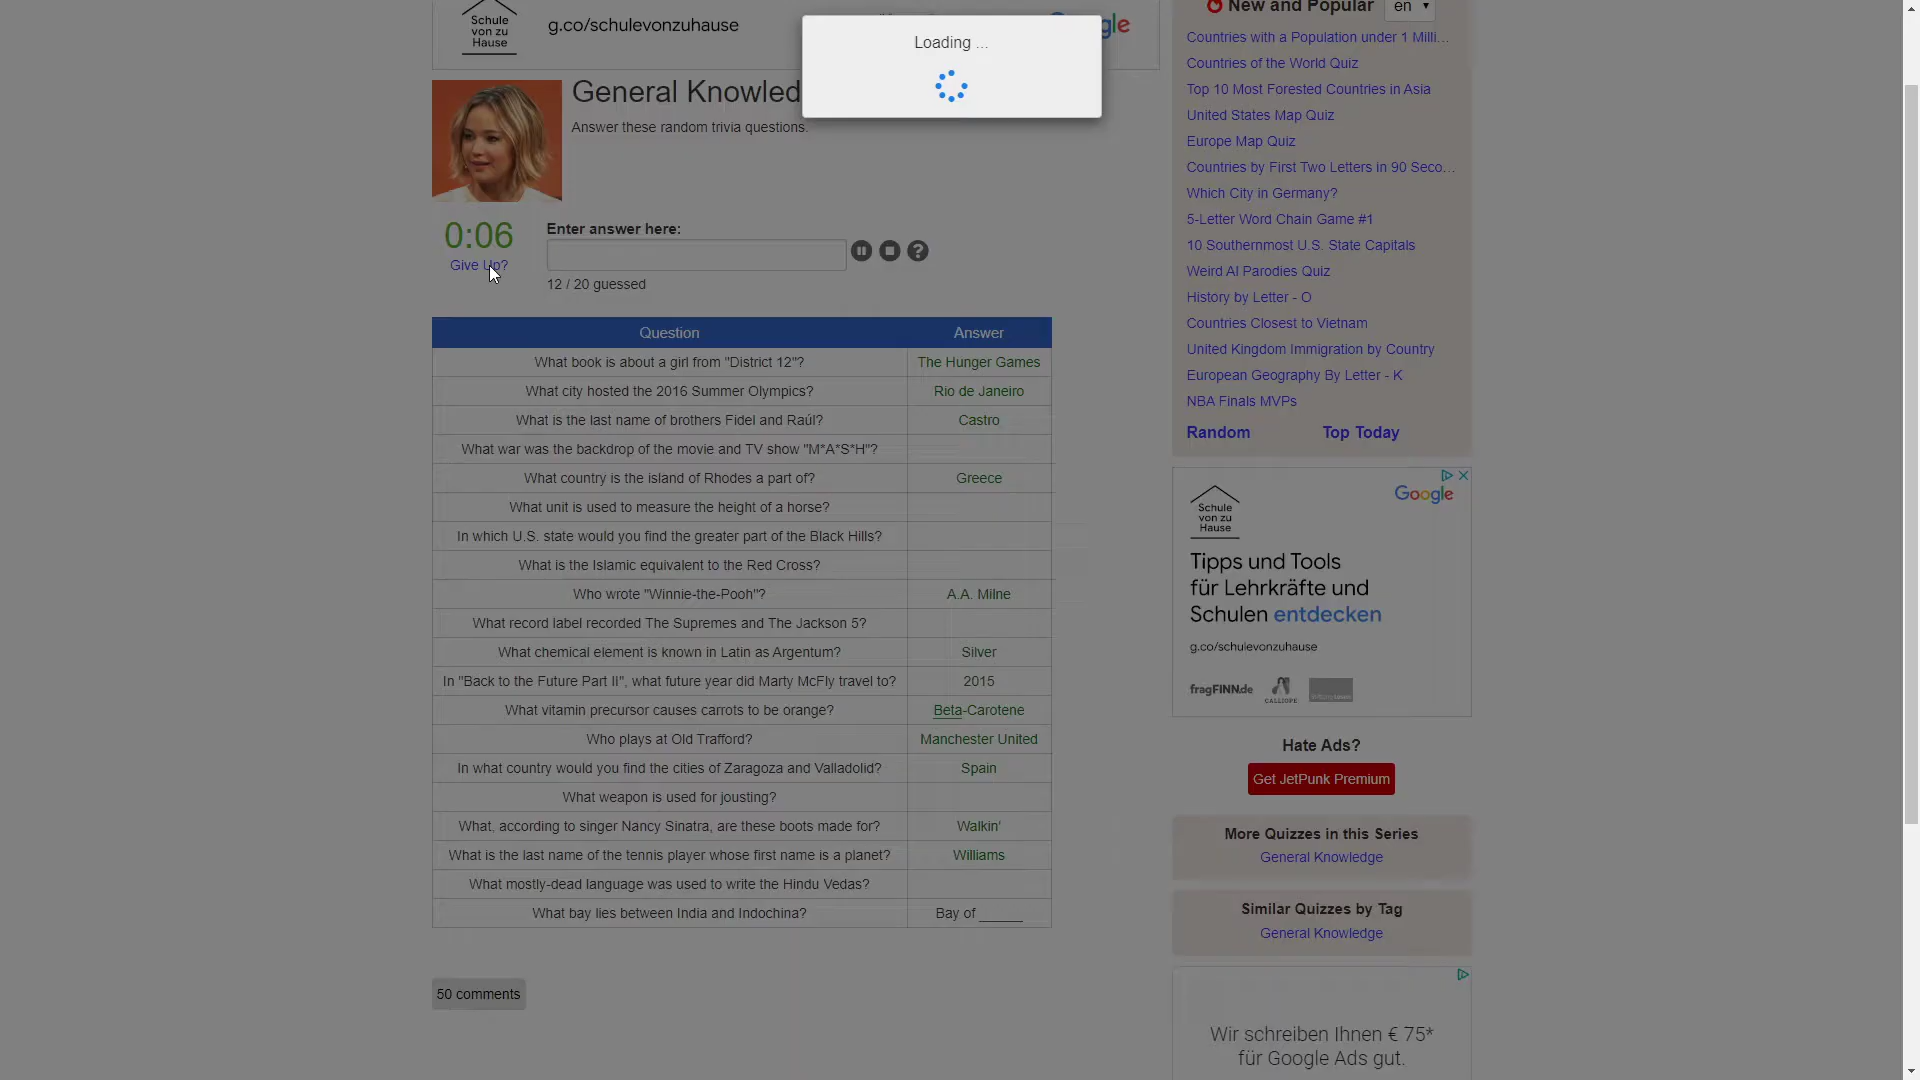 Schule
von zu
Hause
g.co/schulevonzuhause
gle
Loading ...
General Knowled
Answer these random trivia questions.
0:06
Give Up?
Enter answer here:
12 / 20 guessed
Question Answer
What book is about a girl from "District 12"? The Hunger Games
What city hosted the 2016 Summer Olympics? Rio de Janeiro
What is the last name of brothers Fidel and Raúl? Castro
What war was the backdrop of the movie and TV show "M*A*S*H"?
What country is the island of Rhodes a part of? Greece
What unit is used to measure the height of a horse?
In which U.S. state would you find the greater part of the Black Hills?
What is the Islamic equivalent to the Red Cross?
Who wrote "Winnie-the-Pooh"? A.A. Milne
What record label recorded The Supremes and The Jackson 5?
What chemical element is known in Latin as Argentum? Silver
In "Back to the Future Part II", what future year did Marty McFly travel to? 2015
What vitamin precursor causes carrots to be orange? Beta-Carotene
Who plays at Old Trafford? Manchester United
In what country would you find the cities of Zaragoza and Valladolid? Spain
What weapon is used for jousting?
What, according to singer Nancy Sinatra, are these boots made for? Walkin'
What is the last name of the tennis player whose first name is a planet? Williams
What mostly-dead language was used to write the Hindu Vedas?
What bay lies between India and Indochina? Bay of ______
50 comments
New and Popular en
Countries with a Population under 1 Milli...
Countries of the World Quiz
Top 10 Most Forested Countries in Asia
United States Map Quiz
Europe Map Quiz
Countries by First Two Letters in 90 Seco...
Which City in Germany?
5-Letter Word Chain Game #1
10 Southernmost U.S. State Capitals
Weird Al Parodies Quiz
History by Letter - O
Countries Closest to Vietnam
United Kingdom Immigration by Country
European Geography By Letter - K
NBA Finals MVPs
Random Top Today
Google
Schule
von zu
Hause
Tipps und Tools
für Lehrkräfte und
Schulen entdecken
g.co/schulevonzuhause
fragFINN.de CALLIOPE
Hate Ads?
Get JetPunk Premium
More Quizzes in this Series
General Knowledge
Similar Quizzes by Tag
General Knowledge
Wir schreiben Ihnen € 75*
für Google Ads gut.